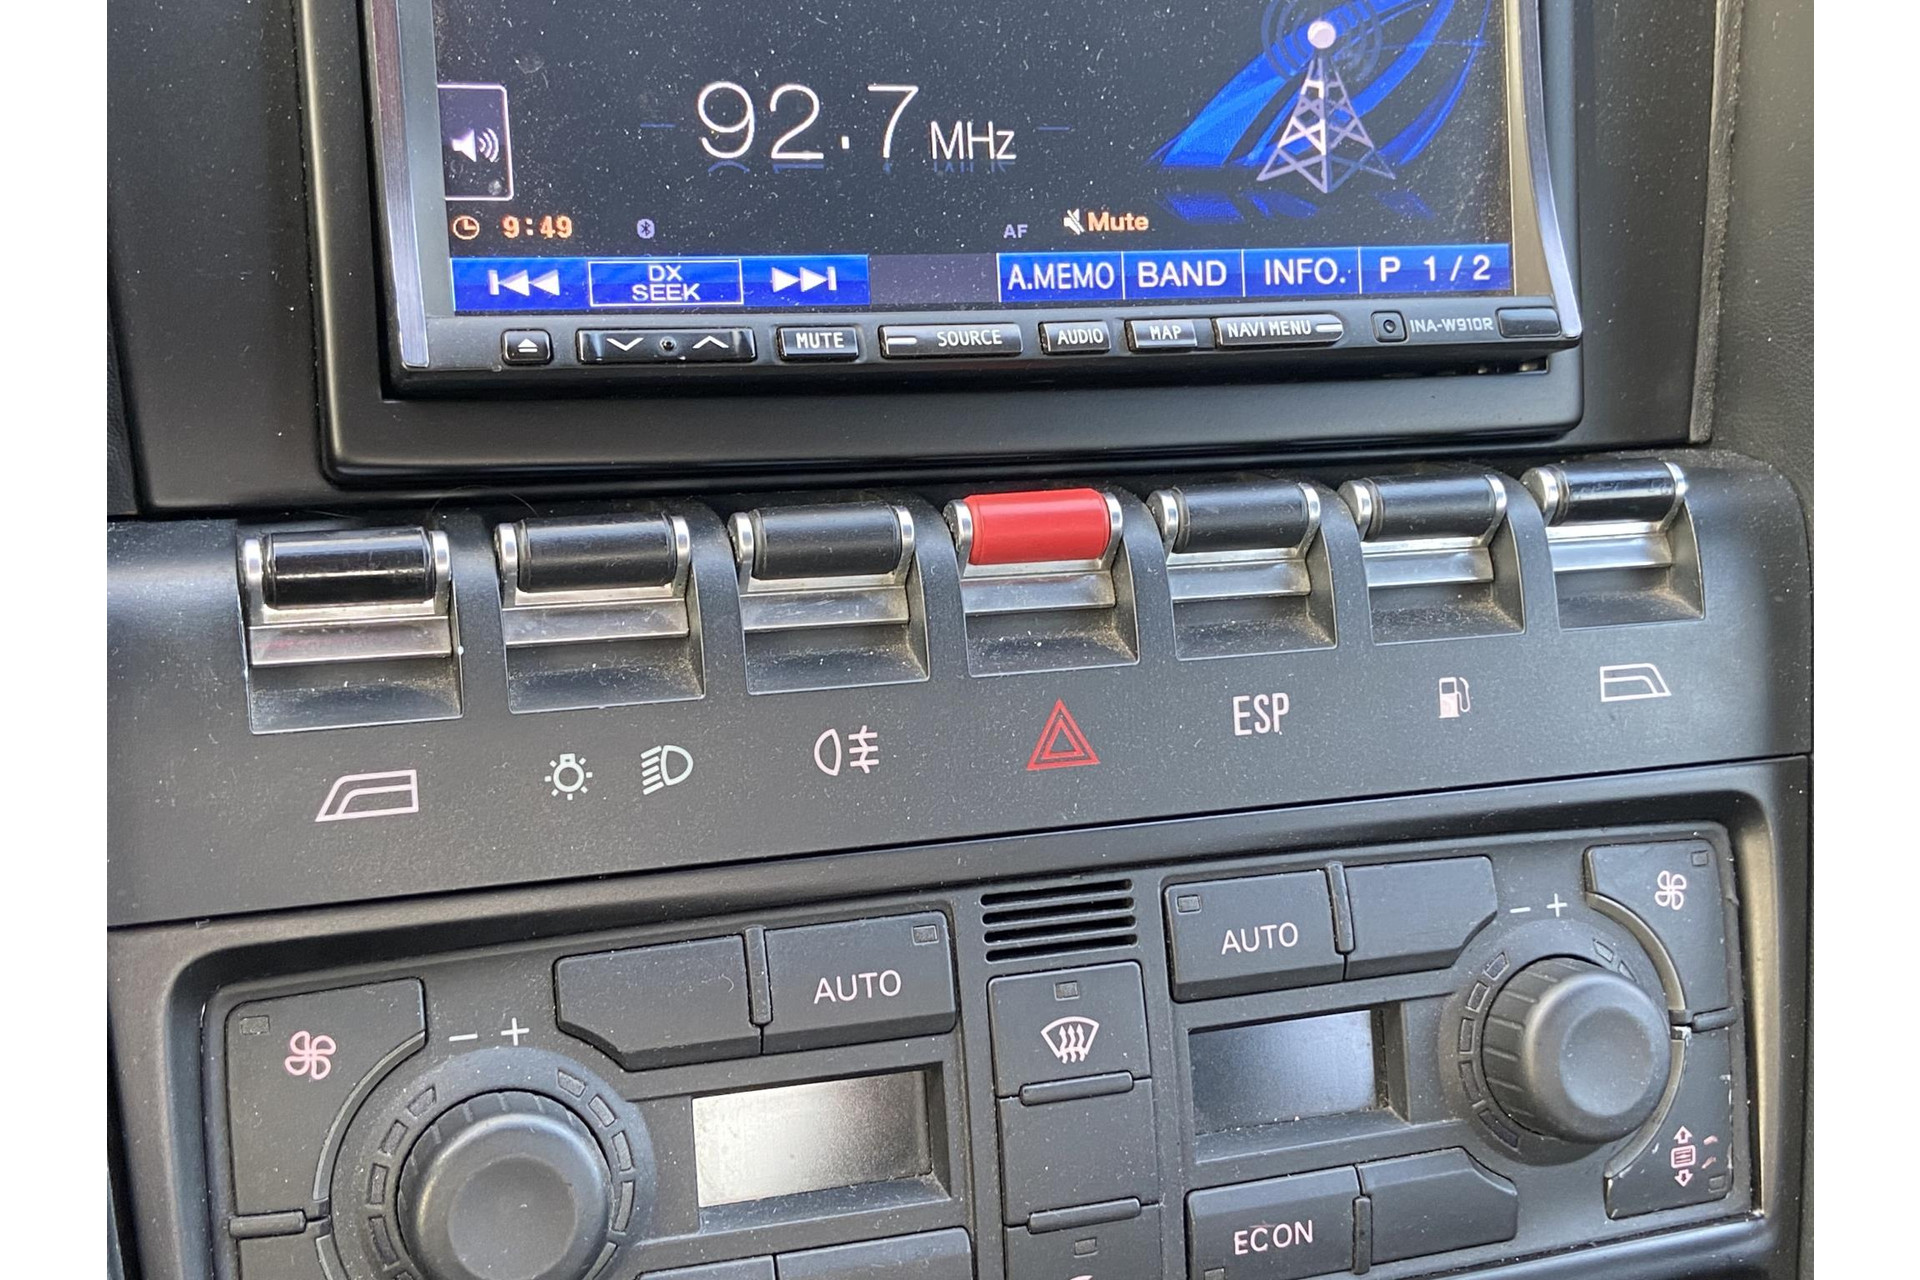 92.7 MHz
9:49 AF Mute
DX
SEEK
A.MEMO BAND INFO. P 1/2
MUTE SOURCE AUDIO MAP NAVI MENU INA-W910R
ESP
AUTO
- +
AUTO
- +
ECON